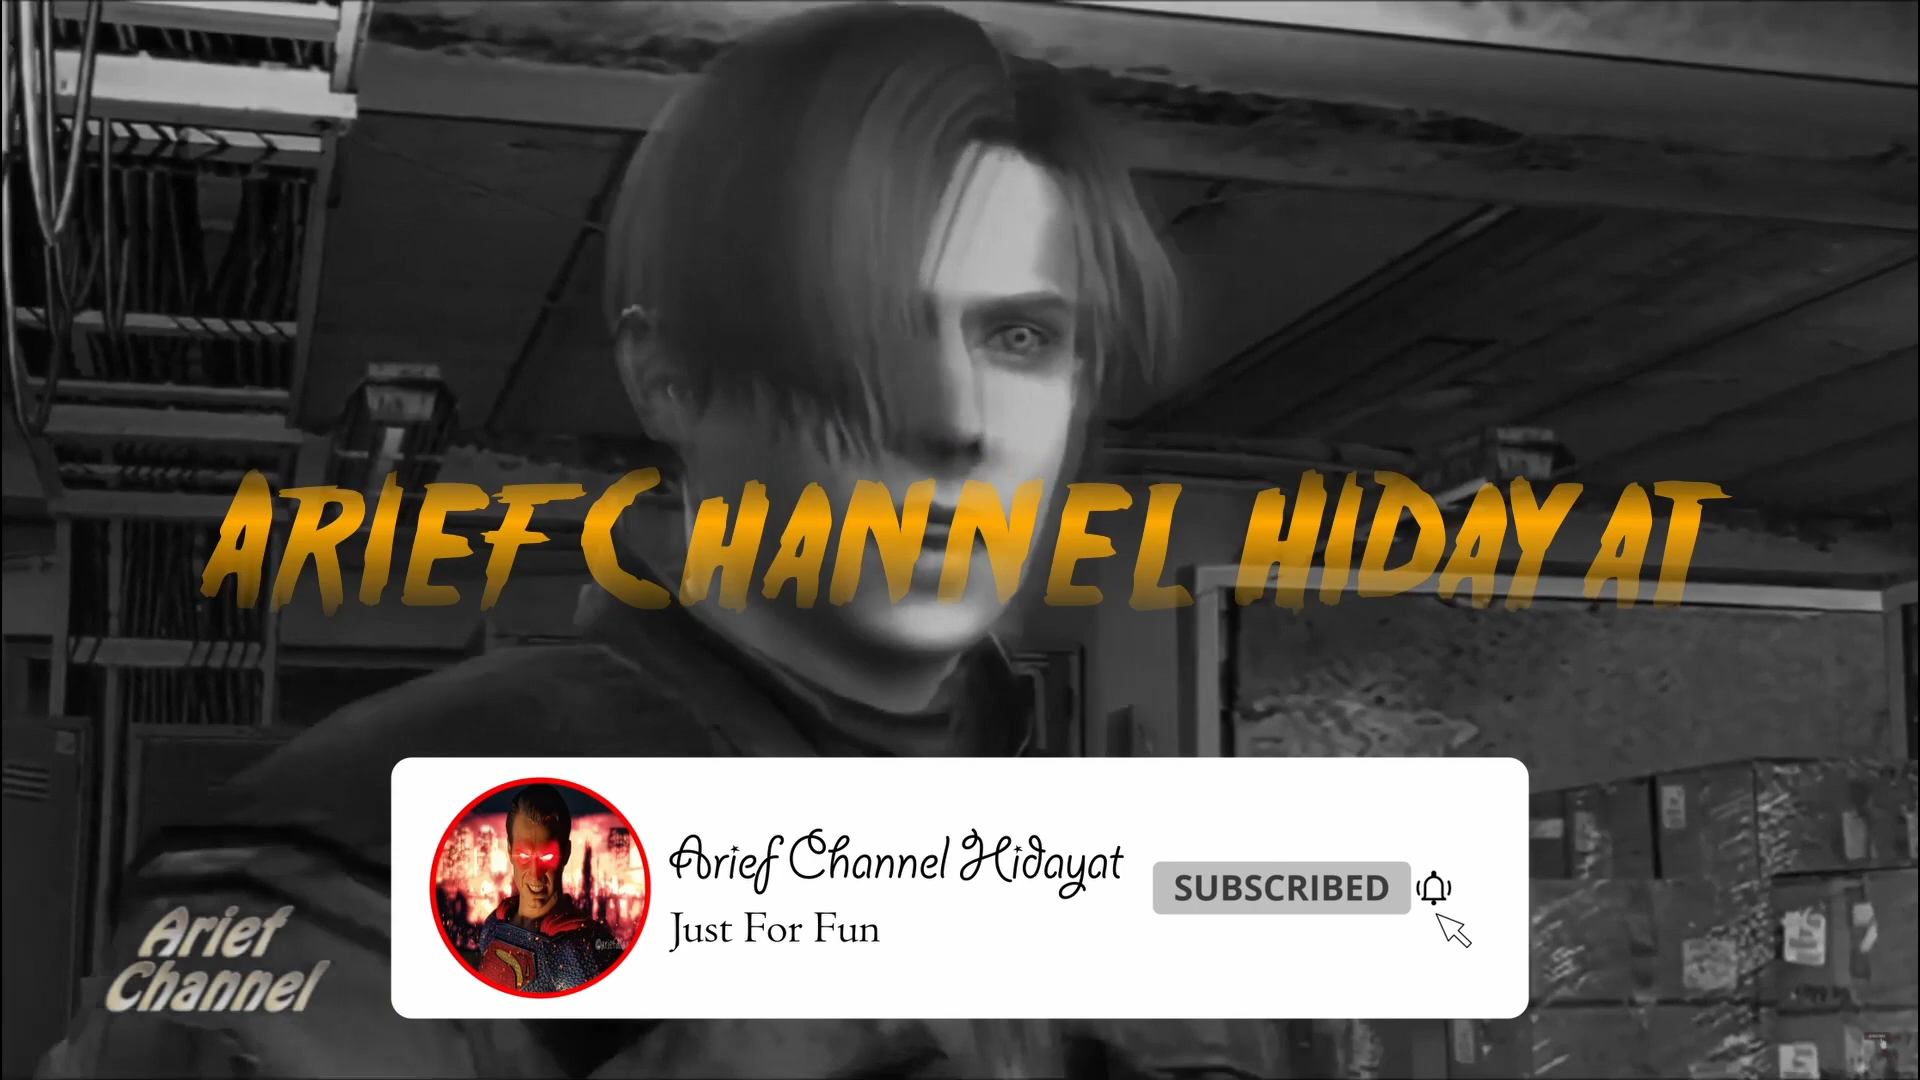 ARIEF CHANNEL HIDAYAT
Arief Channel Hidayat
Just For Fun
SUBSCRIBED
Arief
Channel